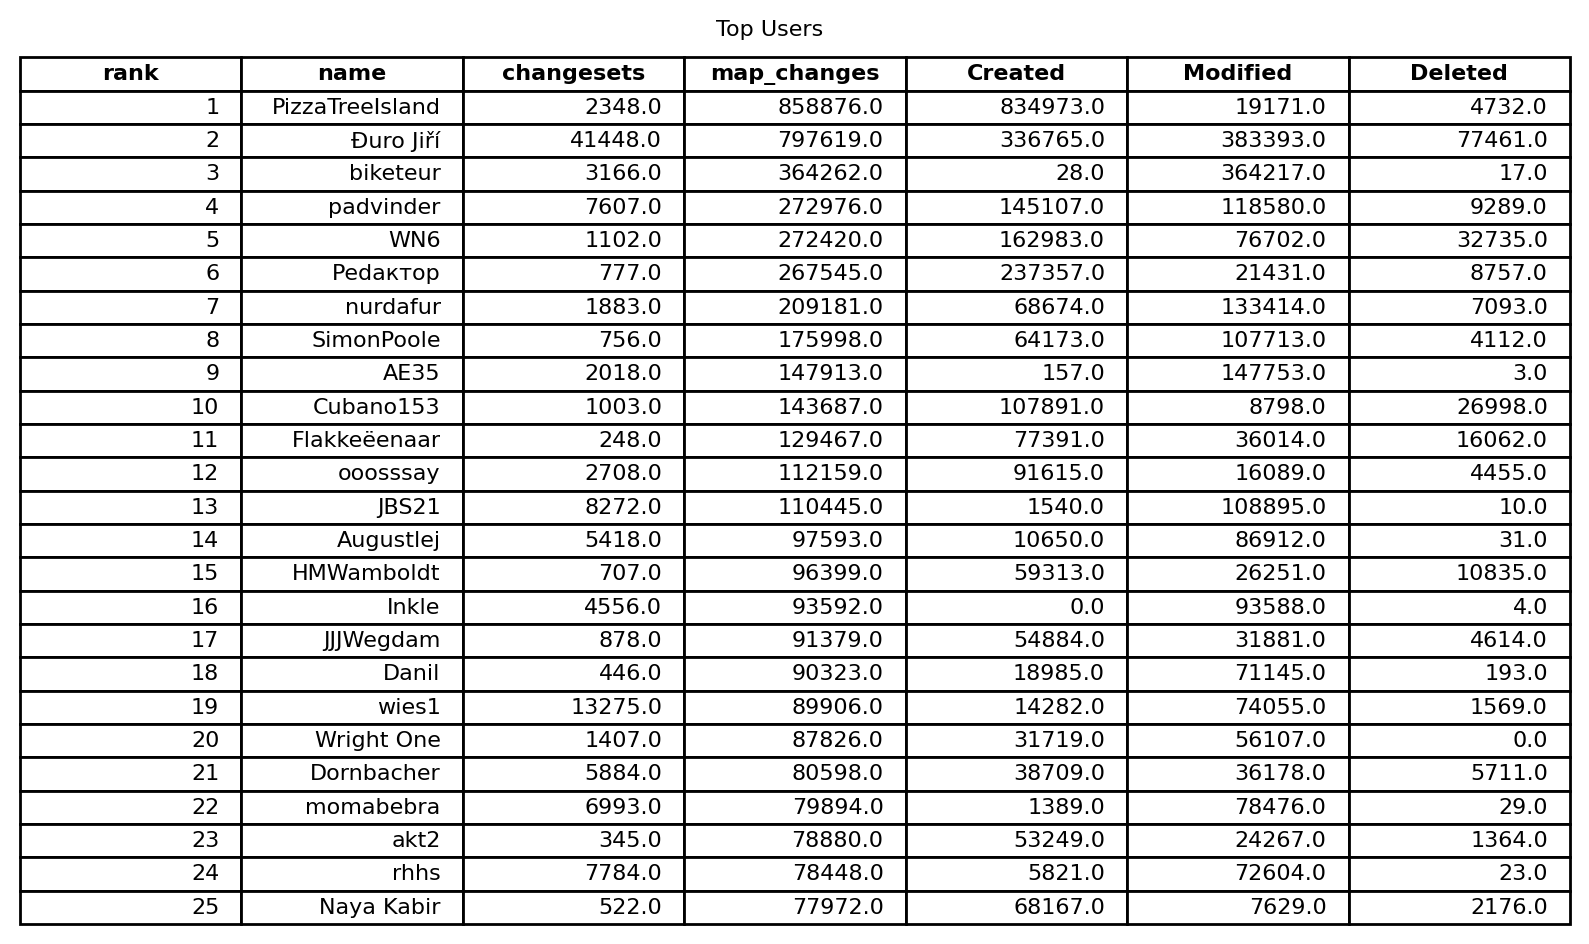 Top Users
rank name changesets map_changes Created Modified Deleted
1 PizzaTreeIsland 2348.0 858876.0 834973.0 19171.0 4732.0
2 Đuro Jiří 41448.0 797619.0 336765.0 383393.0 77461.0
3 biketeur 3166.0 364262.0 28.0 364217.0 17.0
4 padvinder 7607.0 272976.0 145107.0 118580.0 9289.0
5 WN6 1102.0 272420.0 162983.0 76702.0 32735.0
6 Редактор 777.0 267545.0 237357.0 21431.0 8757.0
7 nurdafur 1883.0 209181.0 68674.0 133414.0 7093.0
8 SimonPoole 756.0 175998.0 64173.0 107713.0 4112.0
9 AE35 2018.0 147913.0 157.0 147753.0 3.0
10 Cubano153 1003.0 143687.0 107891.0 8798.0 26998.0
11 Flakkeëenaar 248.0 129467.0 77391.0 36014.0 16062.0
12 ooosssay 2708.0 112159.0 91615.0 16089.0 4455.0
13 JBS21 8272.0 110445.0 1540.0 108895.0 10.0
14 Augustlej 5418.0 97593.0 10650.0 86912.0 31.0
15 HMWamboldt 707.0 96399.0 59313.0 26251.0 10835.0
16 Inkle 4556.0 93592.0 0.0 93588.0 4.0
17 JJJWegdam 878.0 91379.0 54884.0 31881.0 4614.0
18 Danil 446.0 90323.0 18985.0 71145.0 193.0
19 wies1 13275.0 89906.0 14282.0 74055.0 1569.0
20 Wright One 1407.0 87826.0 31719.0 56107.0 0.0
21 Dornbacher 5884.0 80598.0 38709.0 36178.0 5711.0
22 momabebra 6993.0 79894.0 1389.0 78476.0 29.0
23 akt2 345.0 78880.0 53249.0 24267.0 1364.0
24 rhhs 7784.0 78448.0 5821.0 72604.0 23.0
25 Naya Kabir 522.0 77972.0 68167.0 7629.0 2176.0